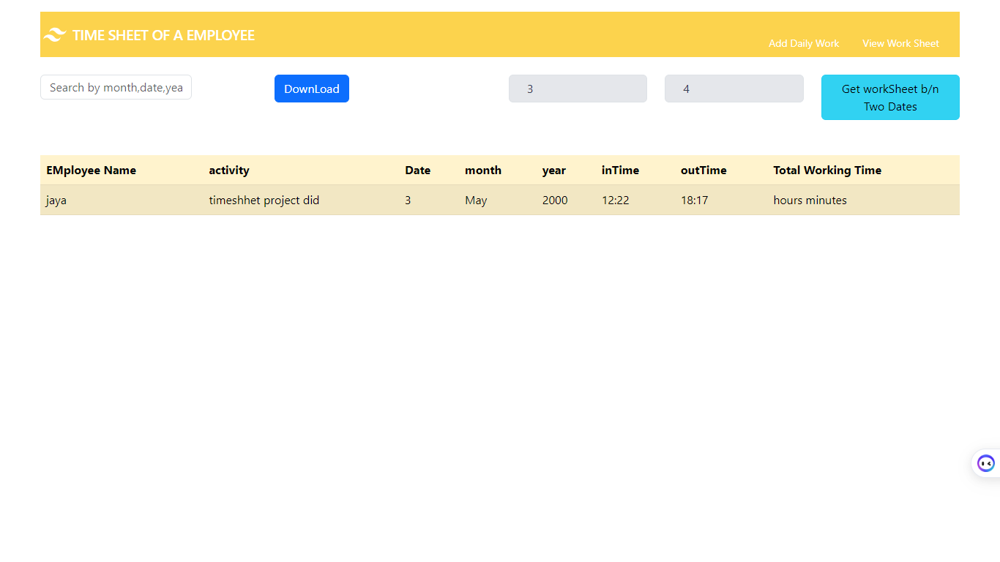 TIME SHEET OF A EMPLOYEE
Add Daily Work View Work Sheet
Search by month,date,yea
DownLoad
3
4
Get workSheet b/n
Two Dates
EMployee Name activity Date month year inTime outTime Total Working Time
jaya timeshhet project did 3 May 2000 12:22 18:17 hours minutes